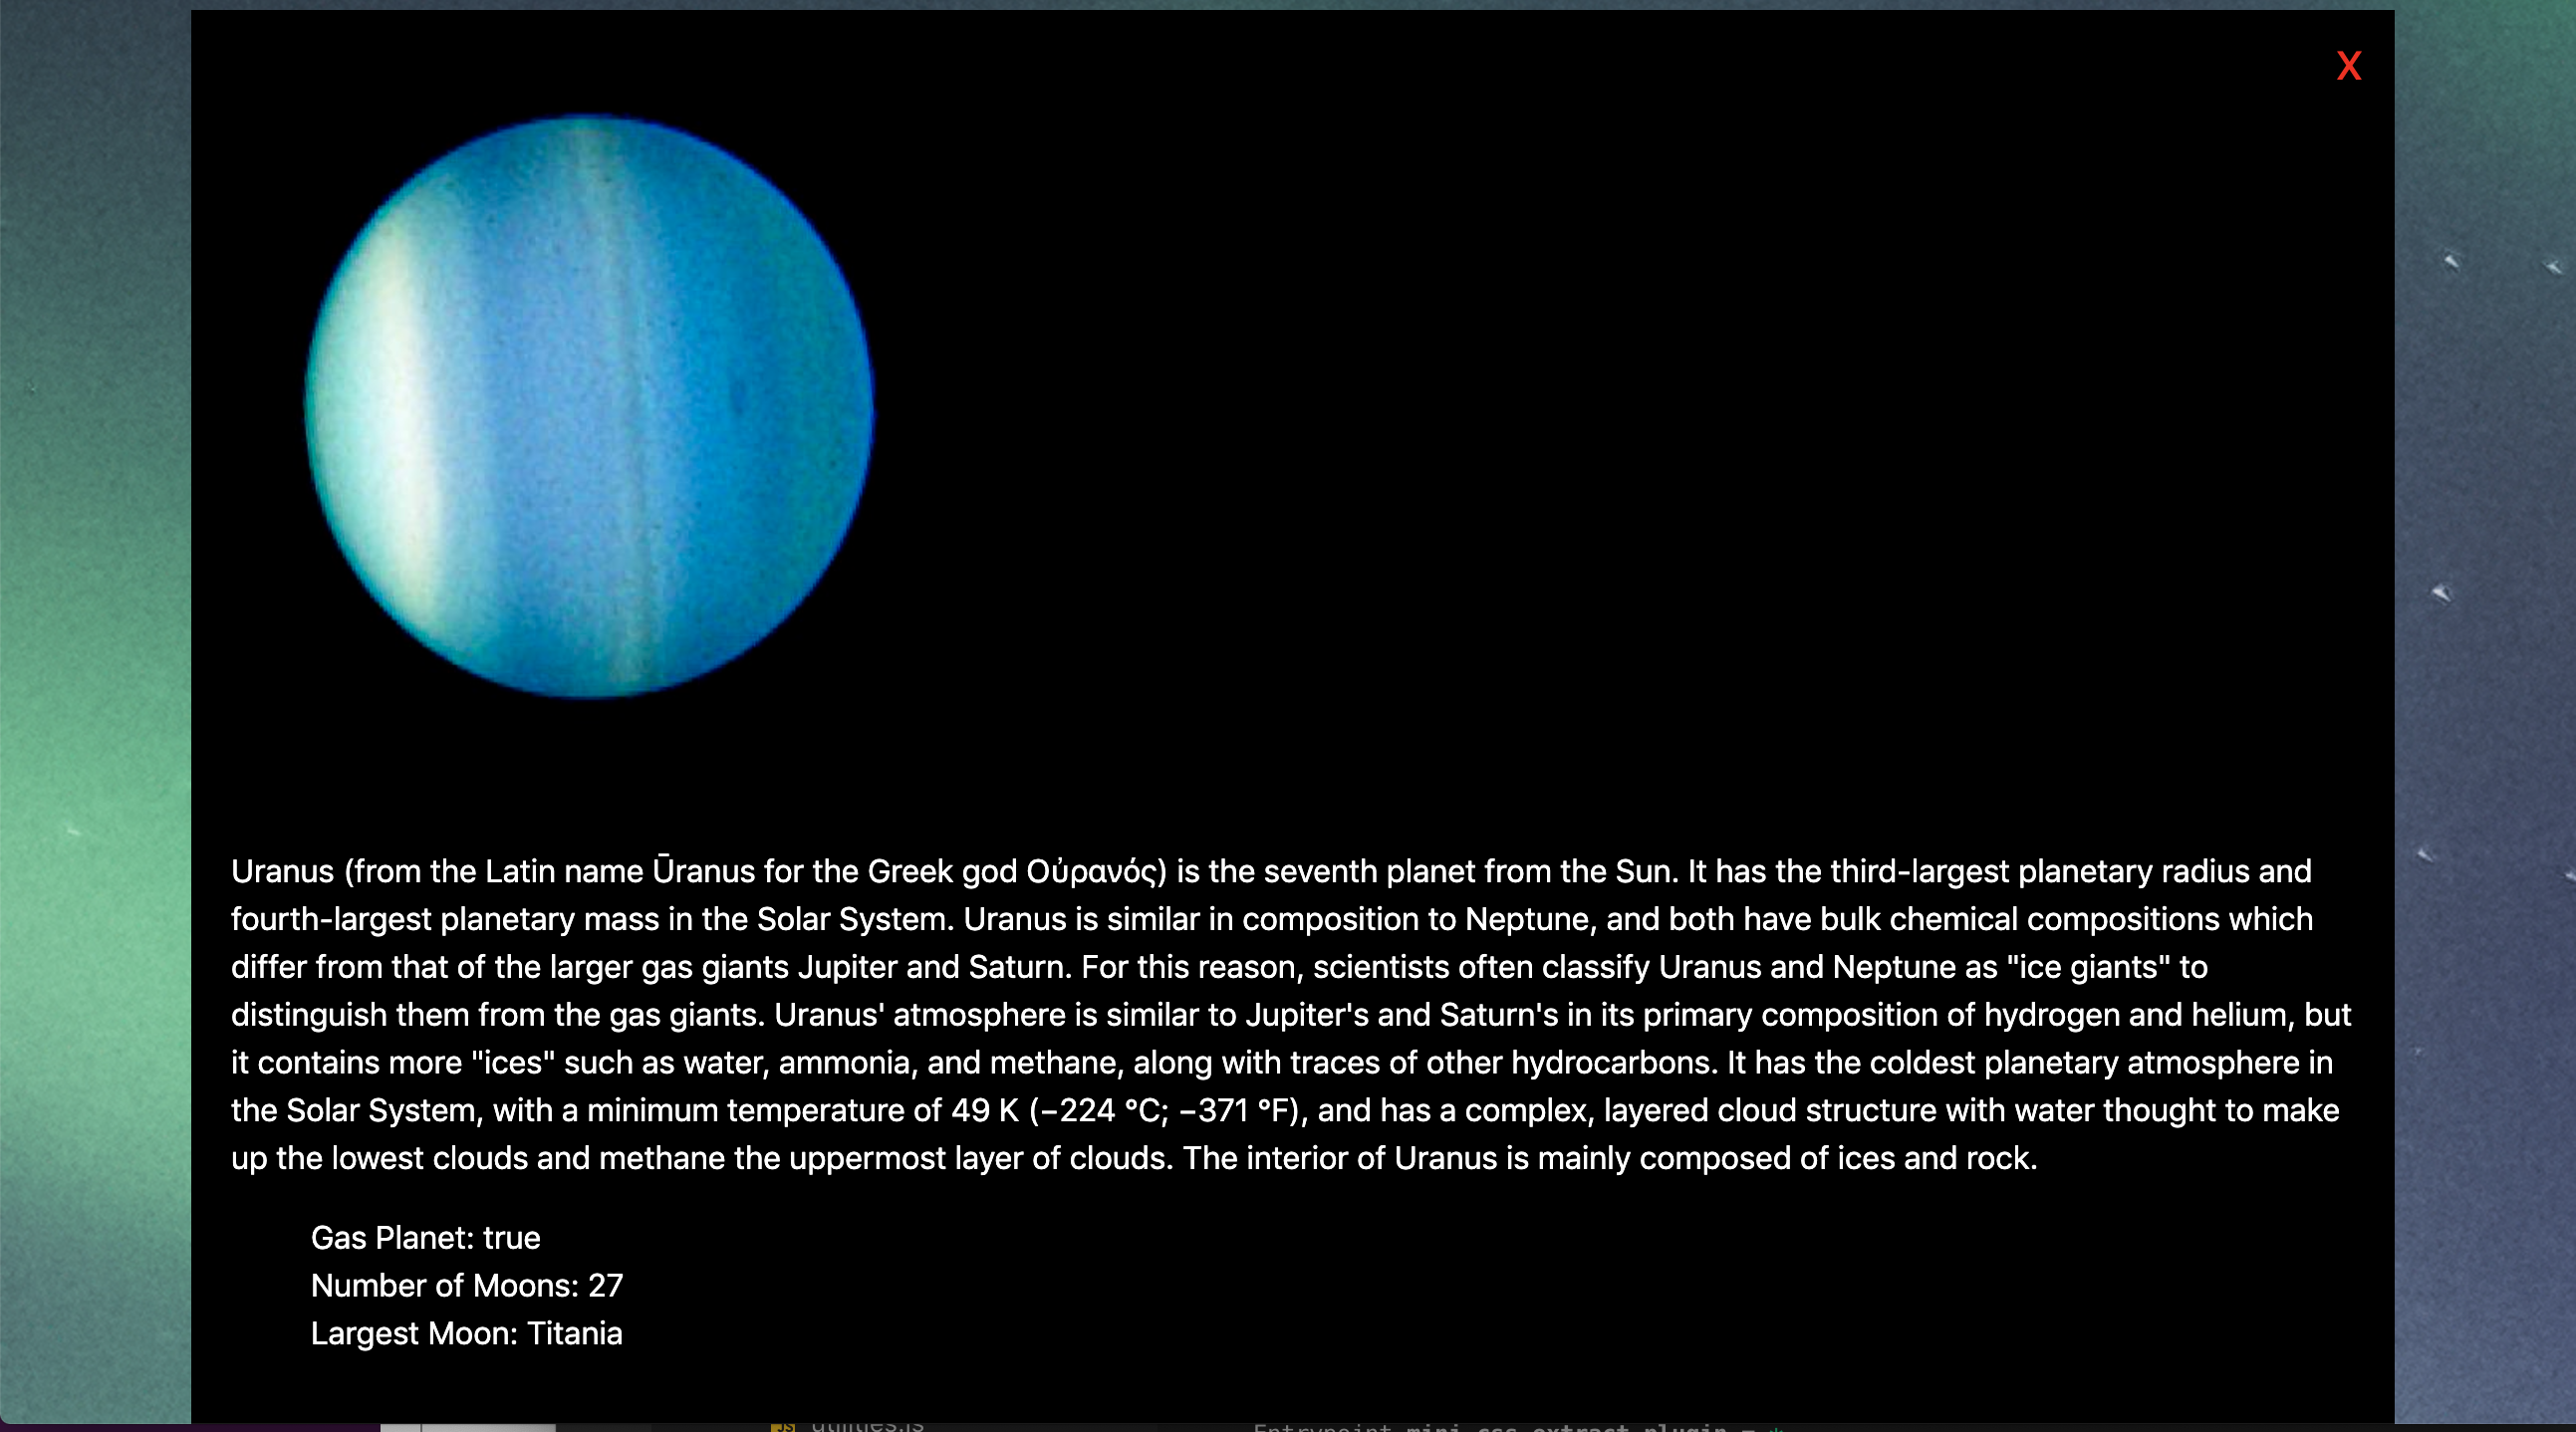 X
Uranus (from the Latin name Ūranus for the Greek god Οὐρανός) is the seventh planet from the Sun. It has the third-largest planetary radius and
fourth-largest planetary mass in the Solar System. Uranus is similar in composition to Neptune, and both have bulk chemical compositions which
differ from that of the larger gas giants Jupiter and Saturn. For this reason, scientists often classify Uranus and Neptune as "ice giants" to
distinguish them from the gas giants. Uranus' atmosphere is similar to Jupiter's and Saturn's in its primary composition of hydrogen and helium, but
it contains more "ices" such as water, ammonia, and methane, along with traces of other hydrocarbons. It has the coldest planetary atmosphere in
the Solar System, with a minimum temperature of 49 K (−224 °C; −371 °F), and has a complex, layered cloud structure with water thought to make
up the lowest clouds and methane the uppermost layer of clouds. The interior of Uranus is mainly composed of ices and rock.
Gas Planet: true
Number of Moons: 27
Largest Moon: Titania
JS utilities.js Entrypoint mini-css-extract-plugin =